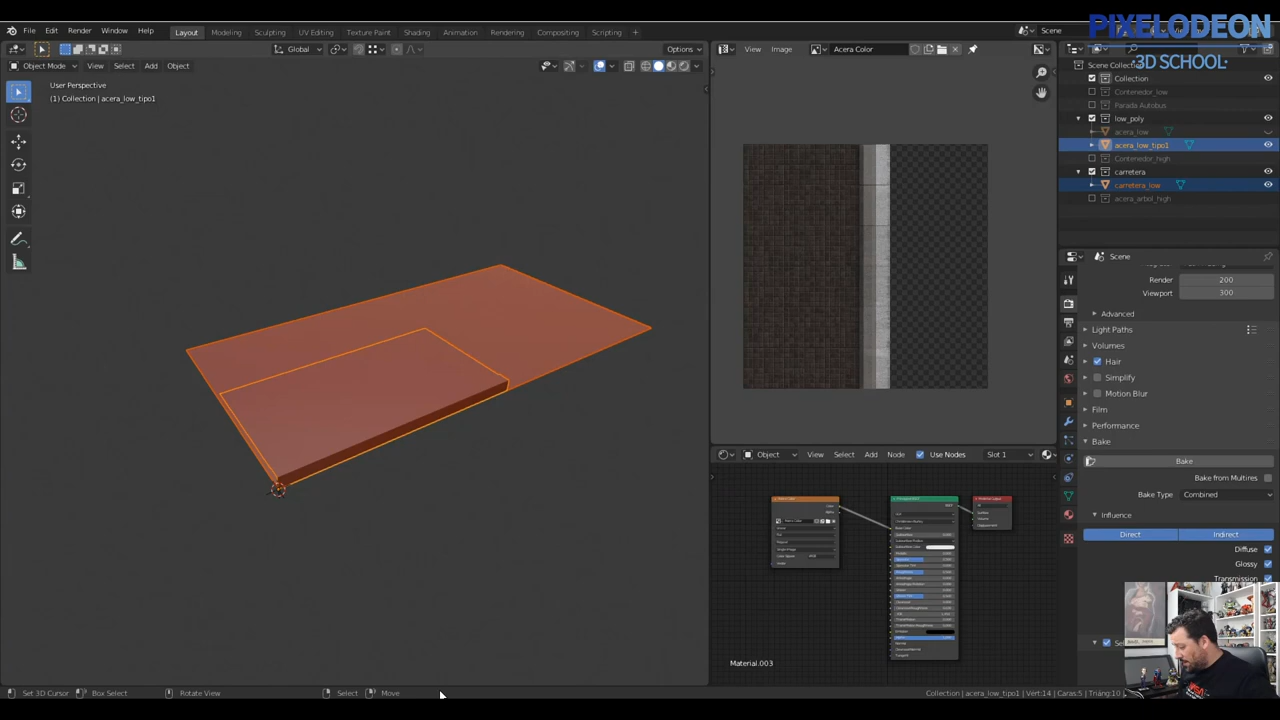 PIXELODEON
·3D SCHOOL·
File Edit Render Window Help
Layout Modeling Sculpting UV Editing Texture Paint Shading Animation Rendering Compositing Scripting +
Scene
Global
Options
Object Mode View Select Add Object
View Image Acera Color
User Perspective
(1) Collection | acera_low_tipo1
Scene Collection
Collection
Contenedor_low
Parada Autobus
low_poly
acera_low
acera_low_tipo1
Contenedor_high
carretera
carretera_low
acera_arbol_high
Scene
Render 200
Viewport 300
Advanced
Light Paths
Volumes
Hair
Simplify
Motion Blur
Film
Performance
Bake
Bake
Bake from Multires
Bake Type Combined
Influence
Direct Indirect
Diffuse
Glossy
Transmission
Object View Select Add Node Use Nodes Slot 1
Material.003
Set 3D Cursor Box Select Rotate View Select Move
Collection | acera_low_tipo1 | Vert:14 | Caras:5 | Triáng:10